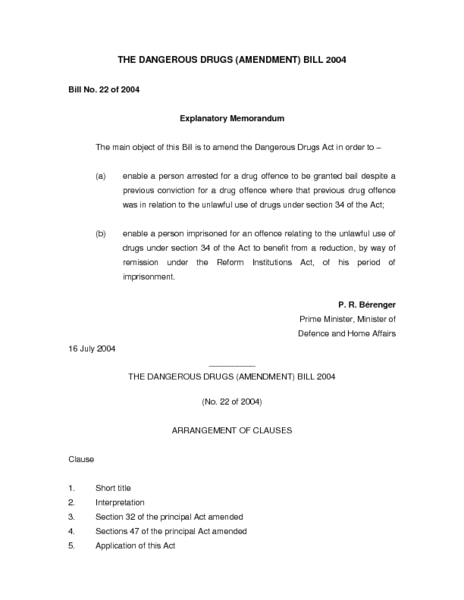 THE DANGEROUS DRUGS (AMENDMENT) BILL 2004
Bill No. 22 of 2004
Explanatory Memorandum
The main object of this Bill is to amend the Dangerous Drugs Act in order to –
(a) enable a person arrested for a drug offence to be granted bail despite a
previous conviction for a drug offence where that previous drug offence
was in relation to the unlawful use of drugs under section 34 of the Act;
(b) enable a person imprisoned for an offence relating to the unlawful use of
drugs under section 34 of the Act to benefit from a reduction, by way of
remission under the Reform Institutions Act, of his period of
imprisonment.
P. R. Bérenger
Prime Minister, Minister of
Defence and Home Affairs
16 July 2004
THE DANGEROUS DRUGS (AMENDMENT) BILL 2004
(No. 22 of 2004)
ARRANGEMENT OF CLAUSES
Clause
1. Short title
2. Interpretation
3. Section 32 of the principal Act amended
4. Sections 47 of the principal Act amended
5. Application of this Act